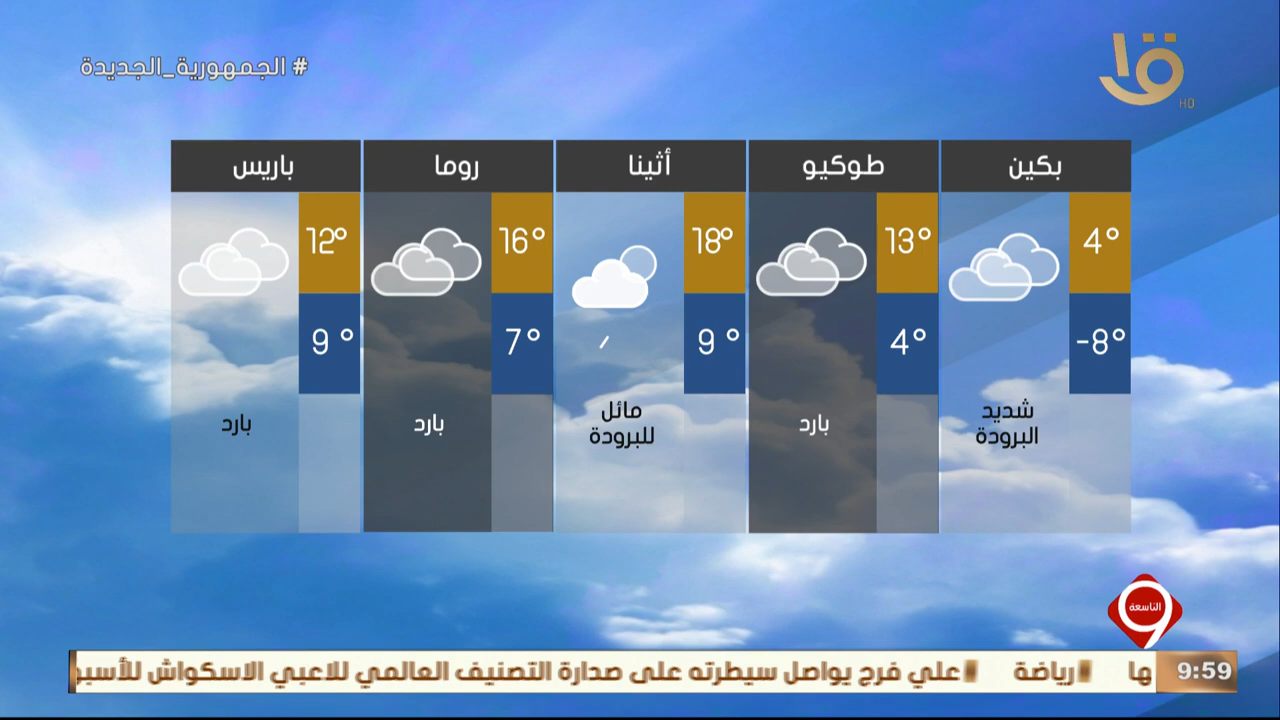 # الجمهورية_الجديدة
HD
بكين
طوكيو
أثينا
روما
باريس
4°
13°
18°
16°
12°
-8°
4°
9 °
7°
9 °
شديد
البرودة
بارد
مائل
للبرودة
بارد
بارد
التاسعة
9
9:59
ها رياضة علي فرج يواصل سيطرته على صدارة التصنيف العالمي للاعبي الاسكواش للأسبو